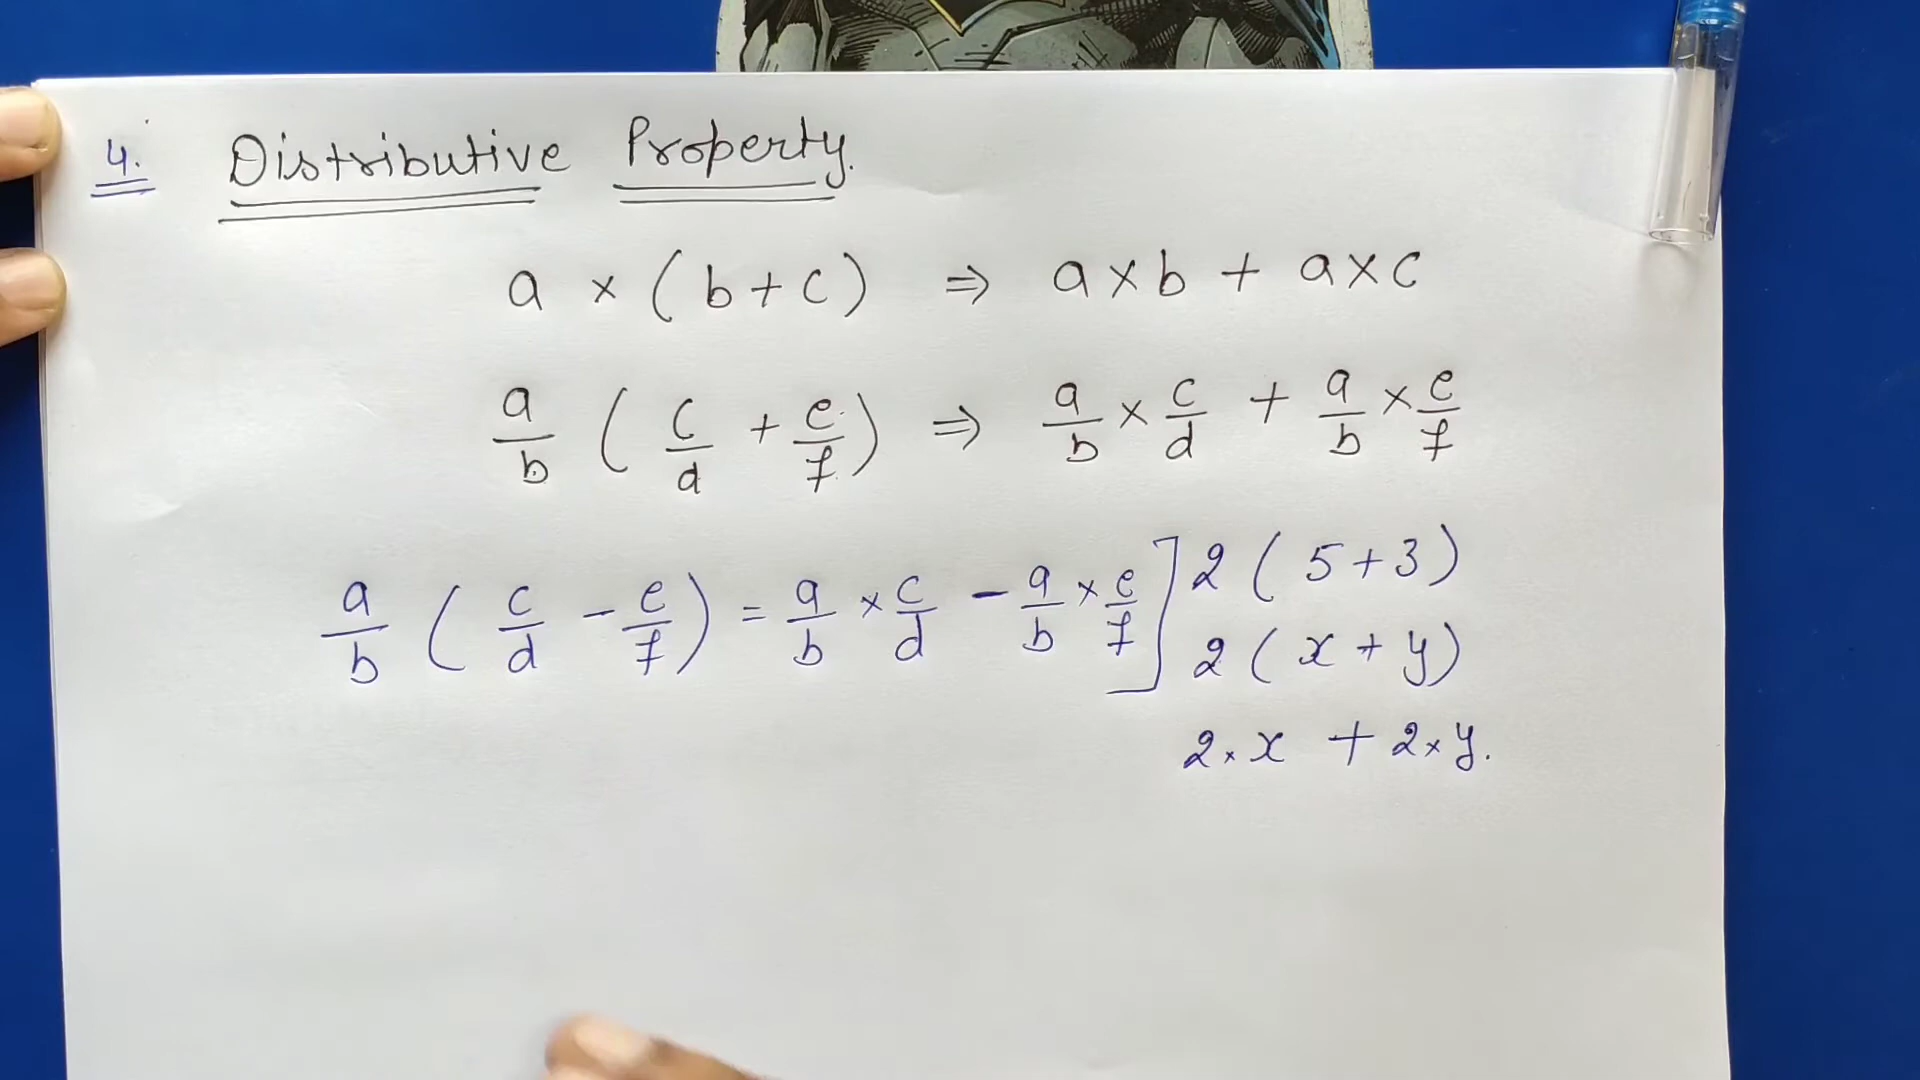 4. Distributive Property.
a × (b+c) ⇒ a×b + a×c
a/b (c/d + e/f) ⇒ a/b × c/d + a/b × e/f
a/b (c/d - e/f) = a/b × c/d - a/b × e/f]
2 (5+3)
2 (x + y)
2×x + 2×y.